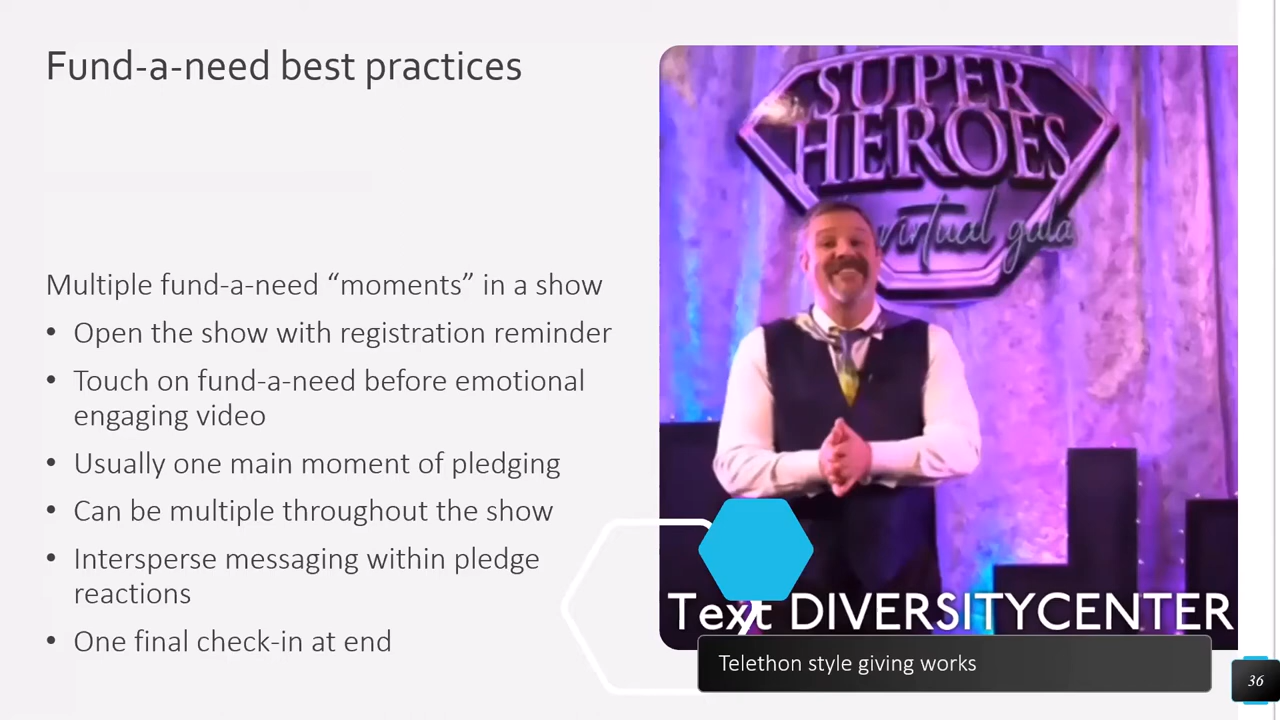 Fund-a-need best practices
Multiple fund-a-need “moments” in a show
• Open the show with registration reminder
• Touch on fund-a-need before emotional
engaging video
• Usually one main moment of pledging
• Can be multiple throughout the show
• Intersperse messaging within pledge
reactions
• One final check-in at end
SUPER
HEROES
virtual gala
Text DIVERSITYCENTER
Telethon style giving works
36